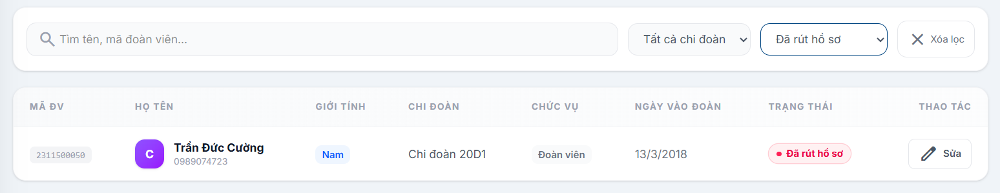 Tìm tên, mã đoàn viên...
Tất cả chi đoàn
Đã rút hồ sơ
Xóa lọc
MÃ ĐV HỌ TÊN GIỚI TÍNH CHI ĐOÀN CHỨC VỤ NGÀY VÀO ĐOÀN TRẠNG THÁI THAO TÁC
2311500050 C Trần Đức Cường Nam Chi đoàn 20D1 Đoàn viên 13/3/2018 Đã rút hồ sơ Sửa
0989074723